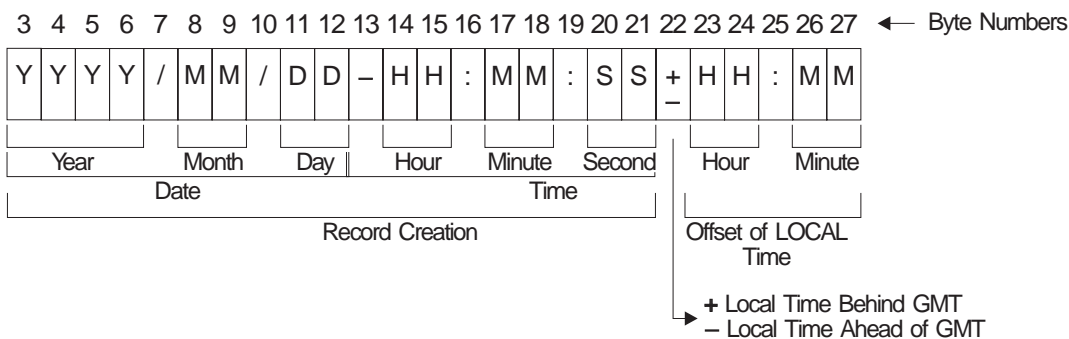 3 4 5 6 7 8 9 10 11 12 13 14 15 16 17 18 19 20 21 22 23 24 25 26 27 Byte Numbers
Y Y Y Y / M M / D D – H H : M M : S S + – H H : M M
Year Month Day Hour Minute Second Hour Minute
Date Time
Record Creation Offset of LOCAL
Time
+ Local Time Behind GMT
– Local Time Ahead of GMT